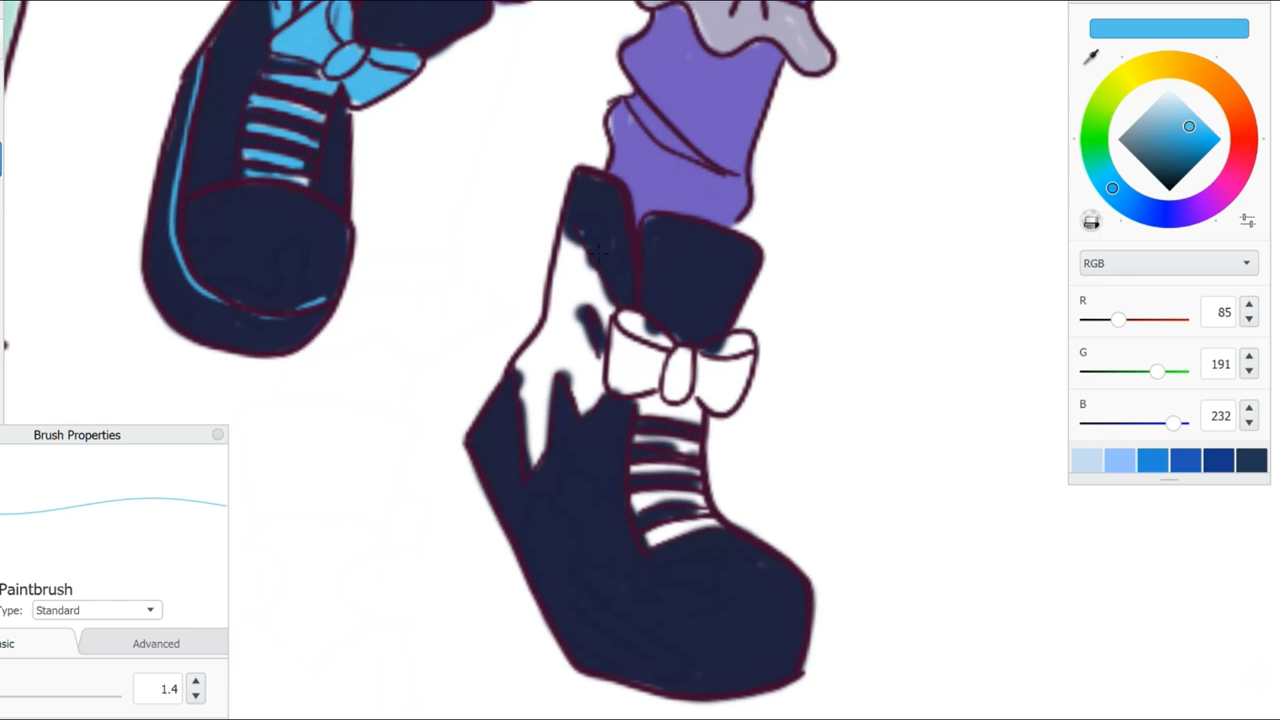 RGB
R
85
G
191
B
232
Brush Properties
Paintbrush
Type: Standard
Advanced
1.4